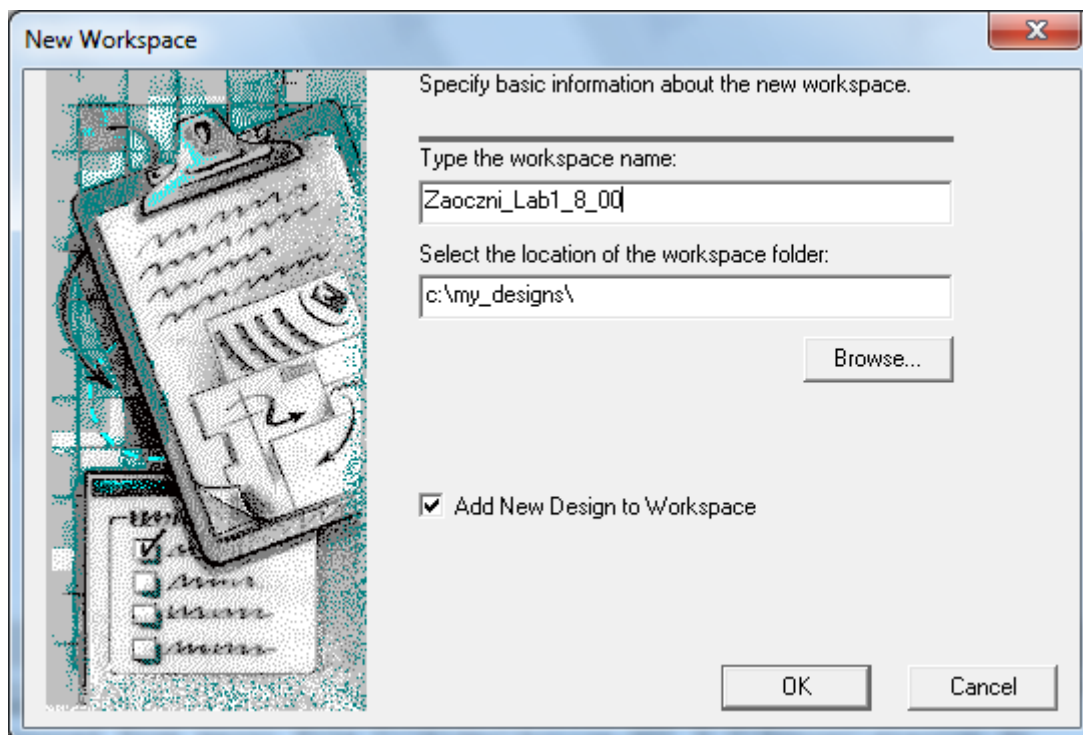 New Workspace
Specify basic information about the new workspace.
Type the workspace name:
Zaoczni_Lab1_8_00
Select the location of the workspace folder:
c:\my_designs\
Browse...
Add New Design to Workspace
OK Cancel